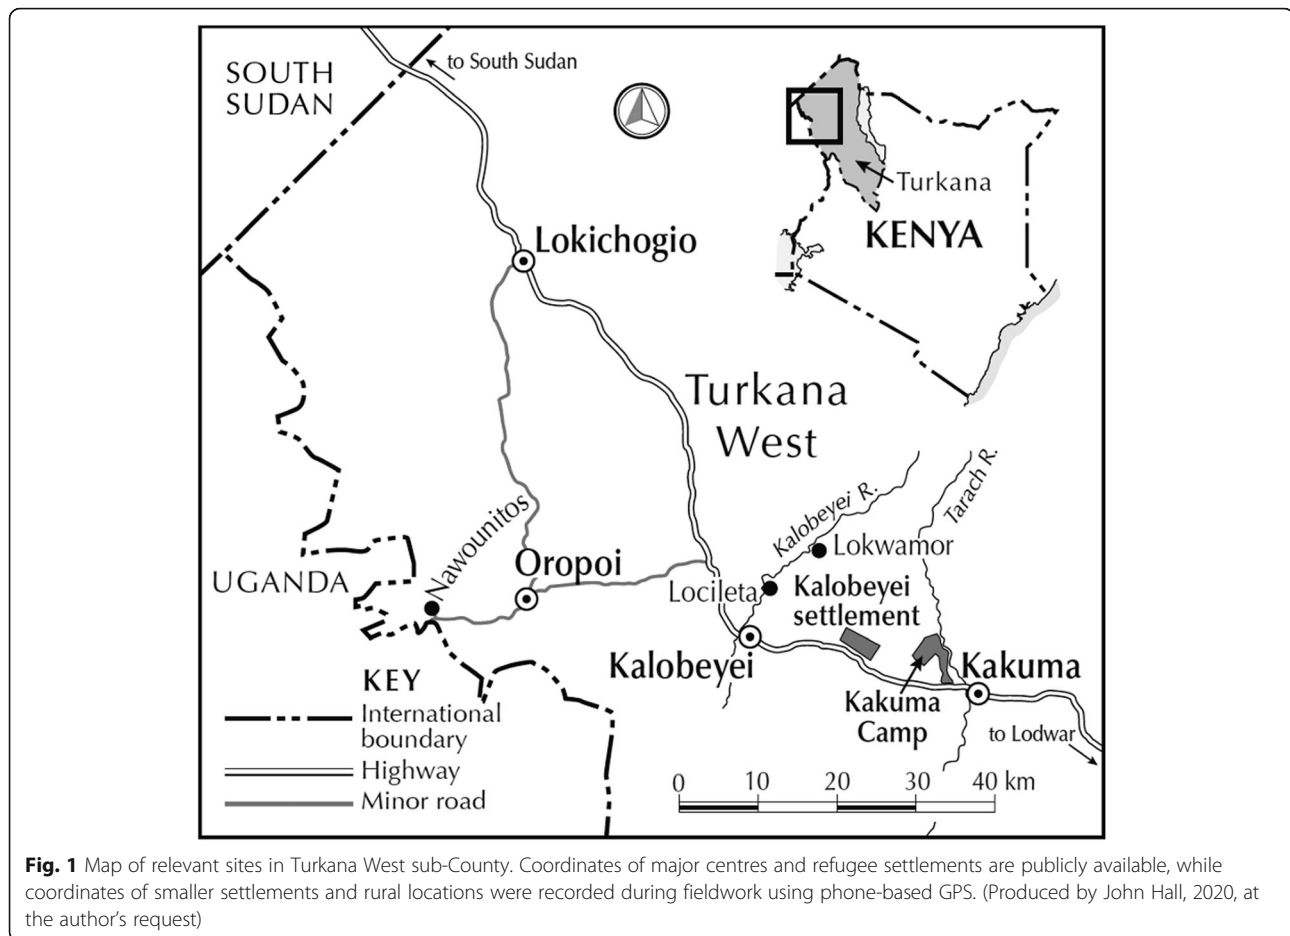 SOUTH
SUDAN
to South Sudan
Turkana
KENYA
Lokichogio
Turkana
West
Kalobeyei R.
Tarach R.
Nawounitos
Oropoi
Lokwamor
UGANDA
Locileta
Kalobeyei
settlement
Kalobeyei
Kakuma
Kakuma
Camp
to Lodwar
KEY
International
boundary
Highway
Minor road
0 10 20 30 40 km
Fig. 1 Map of relevant sites in Turkana West sub-County. Coordinates of major centres and refugee settlements are publicly available, while
coordinates of smaller settlements and rural locations were recorded during fieldwork using phone-based GPS. (Produced by John Hall, 2020, at
the author's request)